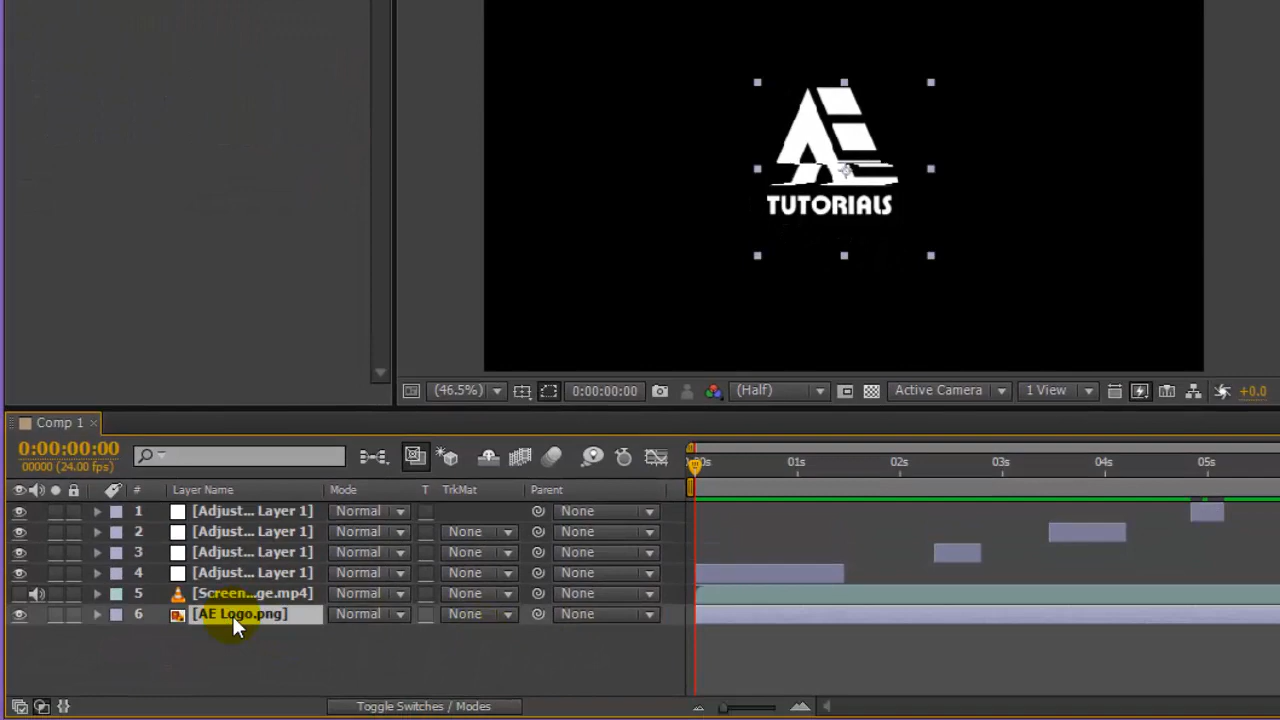 TUTORIALS
(46.5%) 0:00:00:00 (Half) Active Camera 1 View +0.0
Comp 1
0:00:00:00
00000 (24.00 fps)
# Layer Name Mode T TrkMat Parent
01s 02s 03s 04s 05s
1 [Adjust... Layer 1] Normal None
2 [Adjust... Layer 1] Normal None None
3 [Adjust... Layer 1] Normal None None
4 [Adjust... Layer 1] Normal None None
5 [Screen...ge.mp4] Normal None None
6 [AE Logo.png] Normal None None
Toggle Switches / Modes